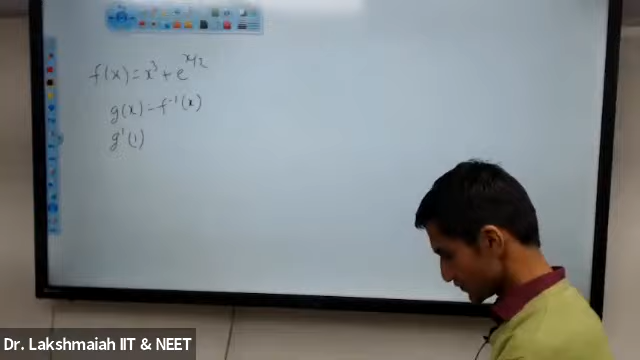 f(x) = x³ + e^(x/2)
g(x) = f⁻¹(x)
g'(1)
Dr. Lakshmaiah IIT & NEET